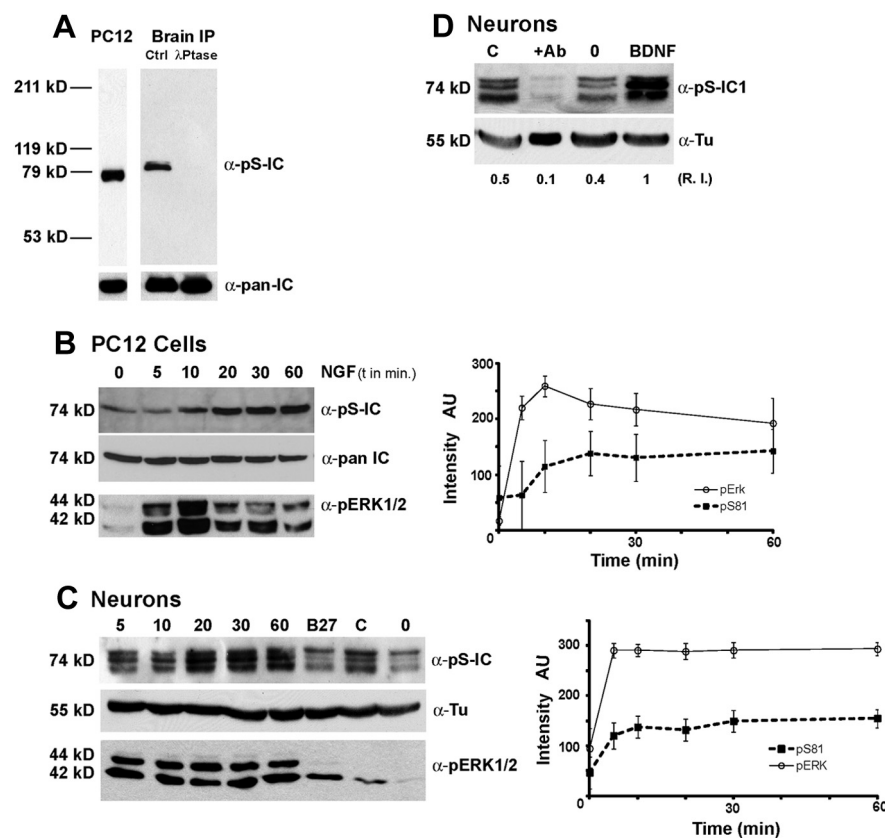 A
PC12 Brain IP
Ctrl λPtase
211 kD
119 kD
79 kD
53 kD
α-pS-IC
α-pan-IC
D Neurons
C +Ab 0 BDNF
74 kD α-pS-IC1
55 kD α-Tu
0.5 0.1 0.4 1 (R. I.)
B PC12 Cells
0 5 10 20 30 60 NGF (t in min.)
74 kD α-pS-IC
74 kD α-pan IC
44 kD α-pERK1/2
42 kD
Intensity AU
300
200
100
0 30 60
Time (min)
pErk
pS81
C Neurons
5 10 20 30 60 B27 C 0
74 kD α-pS-IC
55 kD α-Tu
44 kD
42 kD α-pERK1/2
Intensity AU
300
200
100
0 30 60
Time (min)
pS81
pERK